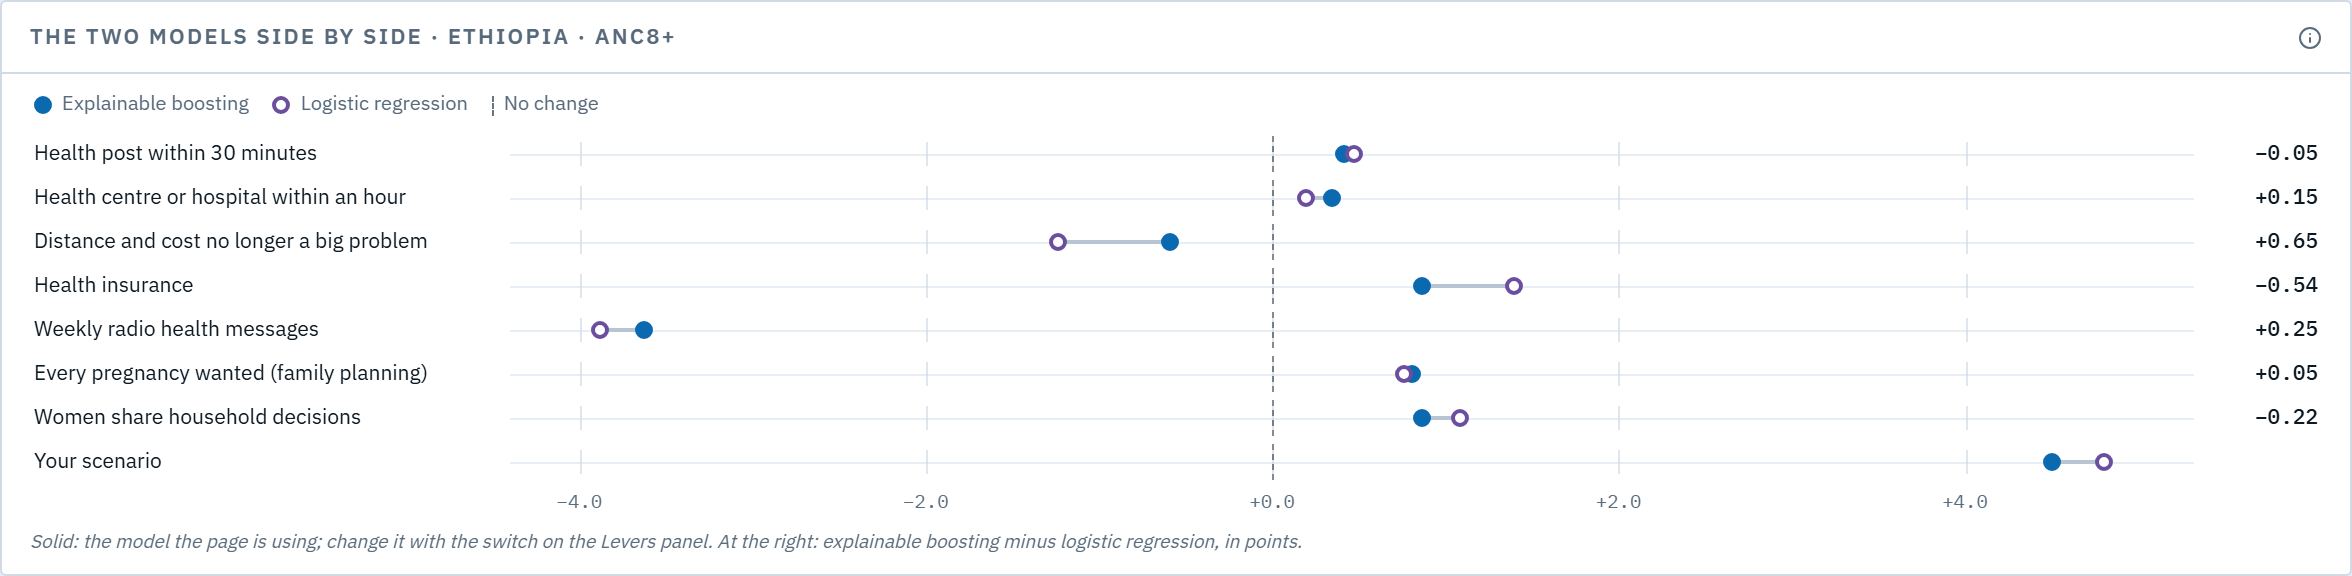 THE TWO MODELS SIDE BY SIDE · ETHIOPIA · ANC8+
Explainable boosting Logistic regression No change
Health post within 30 minutes −0.05
Health centre or hospital within an hour +0.15
Distance and cost no longer a big problem +0.65
Health insurance −0.54
Weekly radio health messages +0.25
Every pregnancy wanted (family planning) +0.05
Women share household decisions −0.22
Your scenario
−4.0 −2.0 +0.0 +2.0 +4.0
Solid: the model the page is using; change it with the switch on the Levers panel. At the right: explainable boosting minus logistic regression, in points.